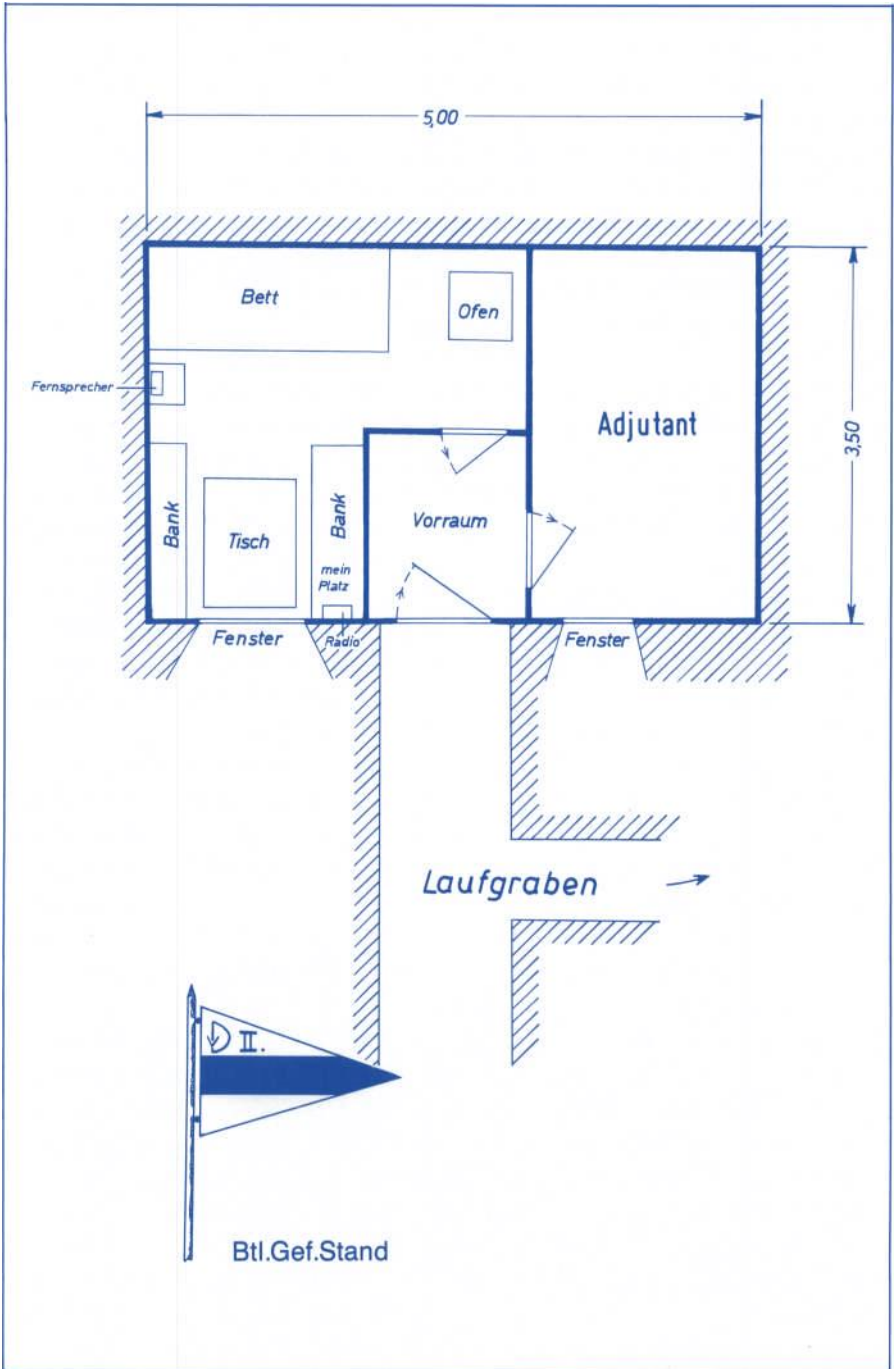 5,00
Bett
Ofen
Fernsprecher
Adjutant
3,50
Bank
Tisch
Bank
Vorraum
mein
Platz
Fenster
Radio
Fenster
Laufgraben
II.
Btl.Gef.Stand